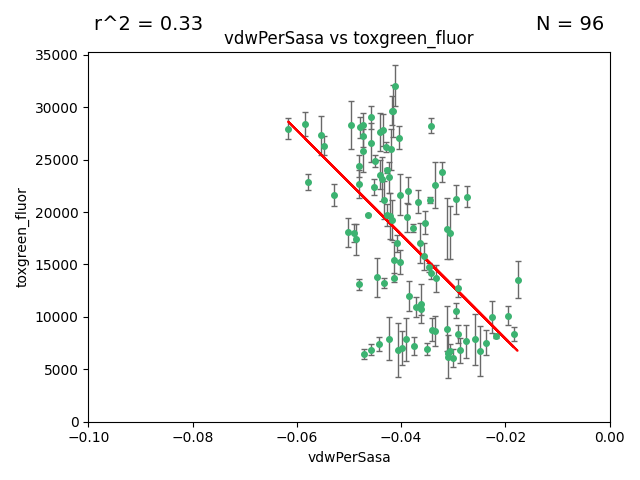 r^2 = 0.33
N = 96
vdwPerSasa vs toxgreen_fluor
35000
30000
25000
20000
15000
10000
5000
0
toxgreen_fluor
−0.10
−0.08
−0.06
−0.04
−0.02
0.00
vdwPerSasa